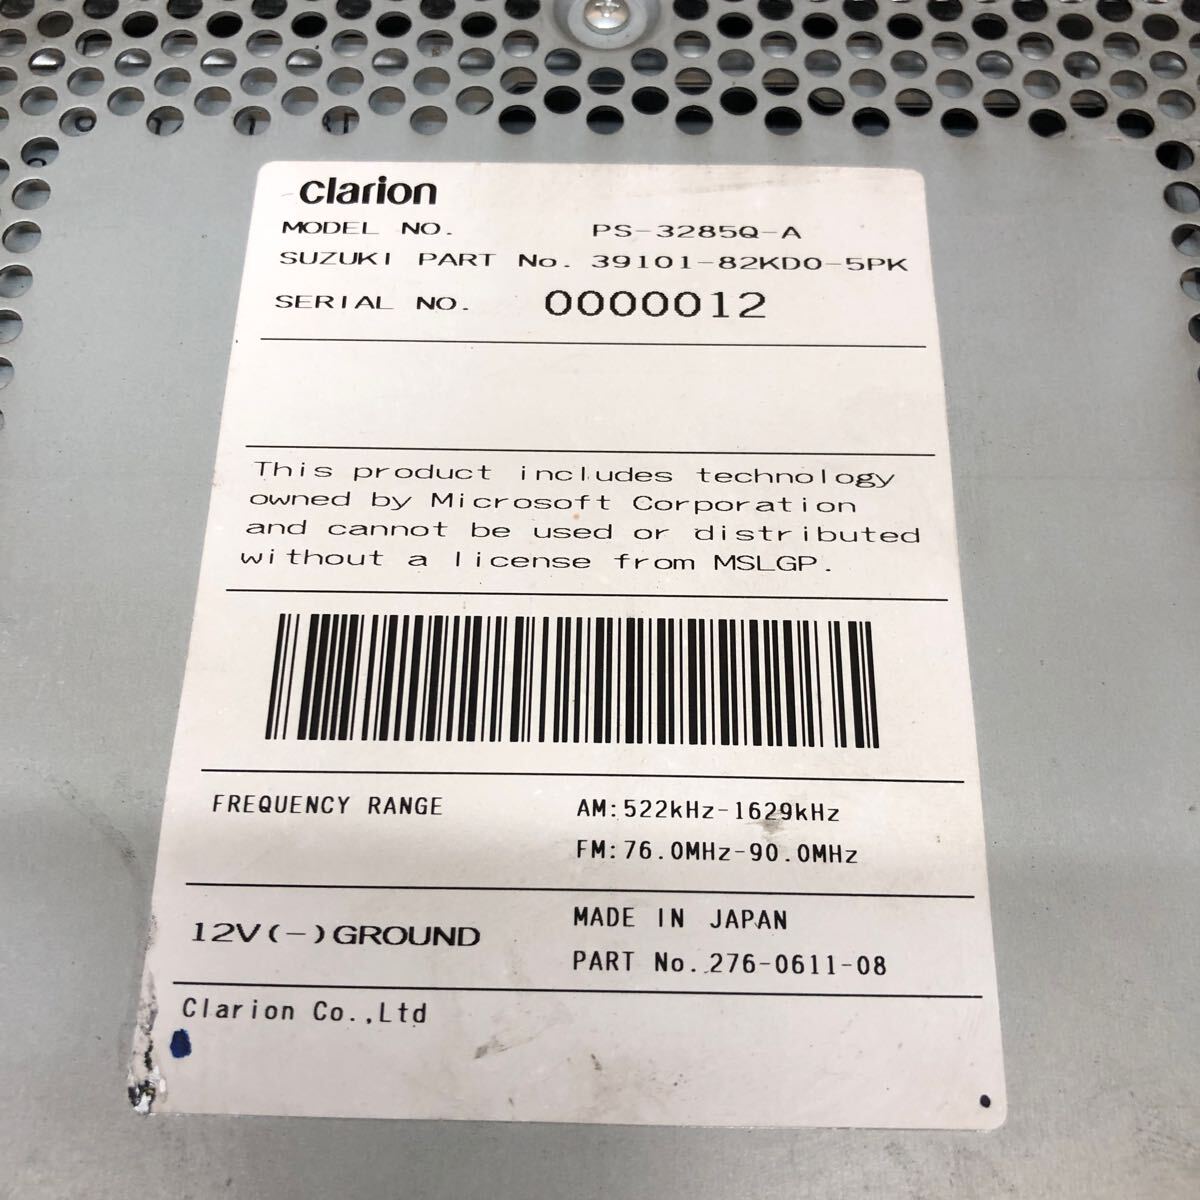 clarion
MODEL NO. PS-3285Q-A
SUZUKI PART No. 39101-82KD0-5PK
SERIAL NO. 0000012
This product includes technology
owned by Microsoft Corporation
and cannot be used or distributed
without a license from MSLGP.
FREQUENCY RANGE AM:522kHz-1629kHz
FM:76.0MHz-90.0MHz
12V(-)GROUND MADE IN JAPAN
PART No. 276-0611-08
Clarion Co.,Ltd